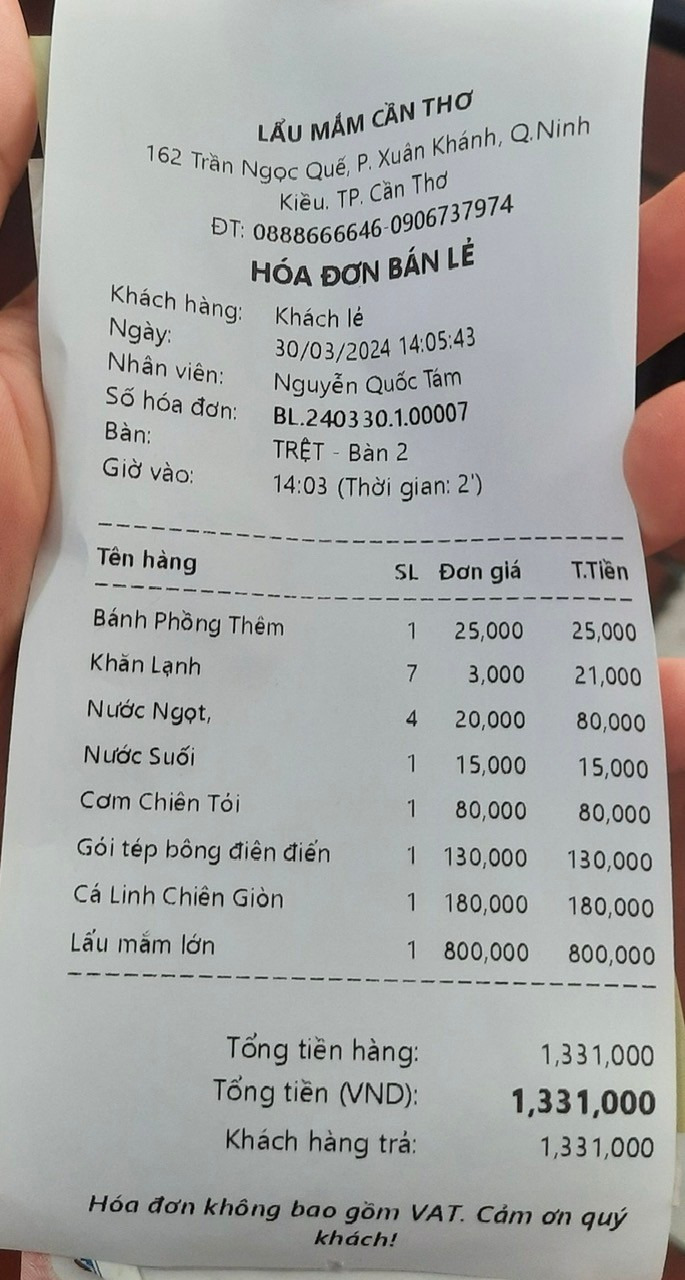 LẨU MẮM CẦN THƠ
162 Trần Ngọc Quế, P. Xuân Khánh, Q.Ninh
Kiều. TP. Cần Thơ
ĐT: 0888666646-0906737974
HÓA ĐƠN BÁN LẺ
Khách hàng: Khách lẻ
Ngày: 30/03/2024 14:05:43
Nhân viên: Nguyễn Quốc Tám
Số hóa đơn: BL.240330.1.00007
Bàn: TRỆT - Bàn 2
Giờ vào: 14:03 (Thời gian: 2')
Tên hàng SL Đơn giá T.Tiền
Bánh Phồng Thêm 1 25,000 25,000
Khăn Lạnh 7 3,000 21,000
Nước Ngọt, 4 20,000 80,000
Nước Suối 1 15,000 15,000
Cơm Chiên Tỏi 1 80,000 80,000
Gỏi tép bông điên điển 1 130,000 130,000
Cá Linh Chiên Giòn 1 180,000 180,000
Lẩu mắm lớn 1 800,000 800,000
Tổng tiền hàng: 1,331,000
Tổng tiền (VND): 1,331,000
Khách hàng trả: 1,331,000
Hóa đơn không bao gồm VAT. Cảm ơn quý
khách!